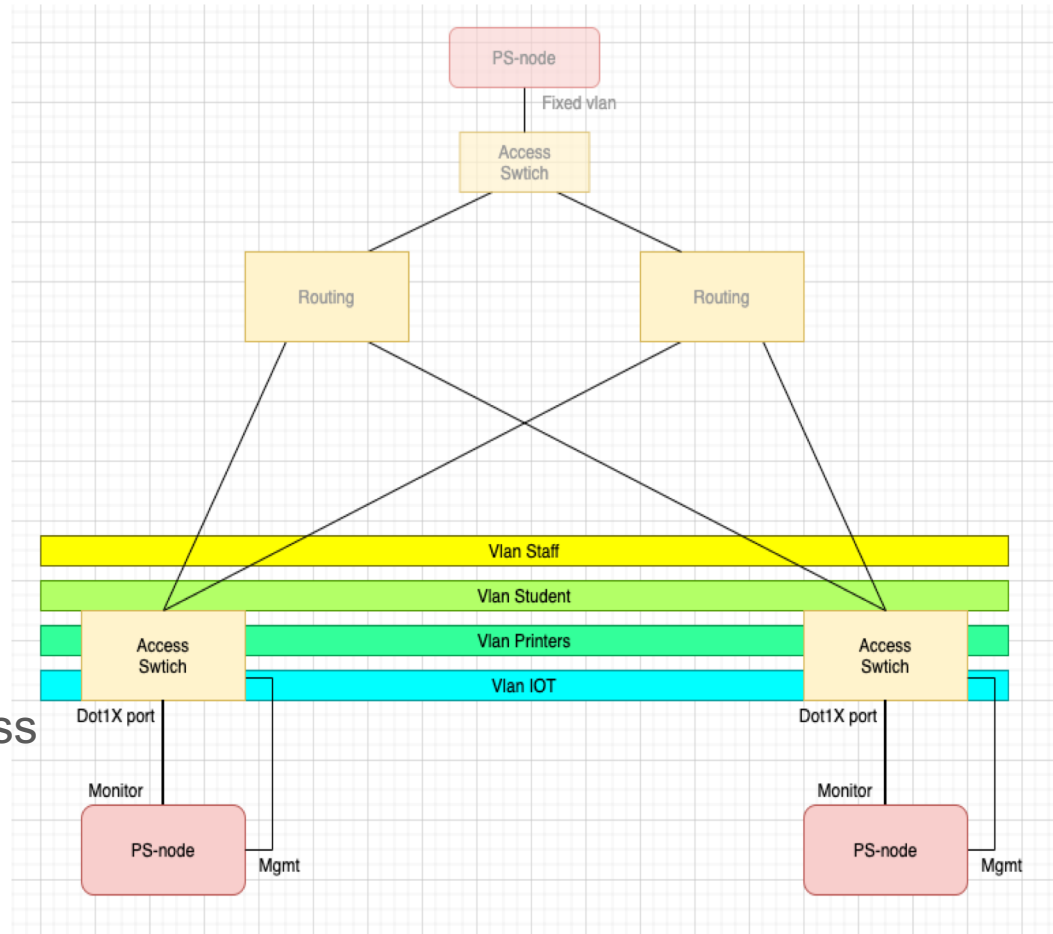 PS-node
Fixed vlan
Access
Swtich
Routing
Routing
Vlan Staff
Vlan Student
Vlan Printers
Vlan IOT
Access
Swtich
Access
Swtich
Dot1X port
Dot1X port
ss
Monitor
Monitor
PS-node
PS-node
Mgmt
Mgmt